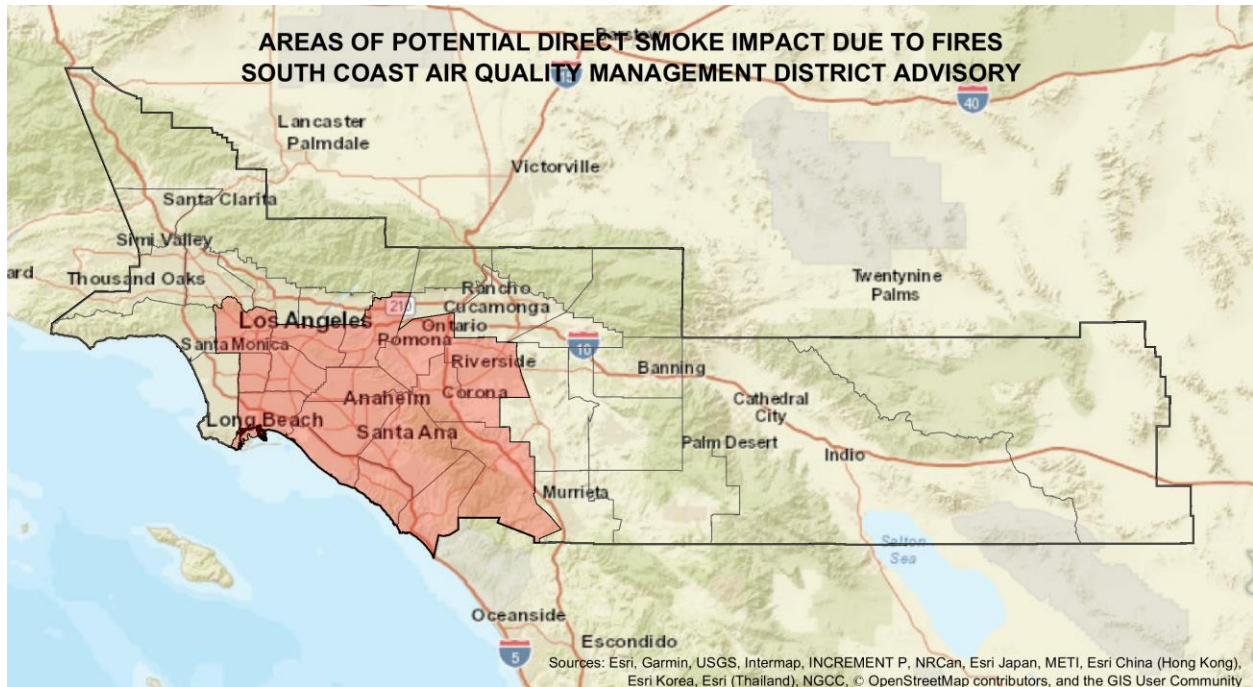 AREAS OF POTENTIAL DIRECT SMOKE IMPACT DUE TO FIRES
SOUTH COAST AIR QUALITY MANAGEMENT DISTRICT ADVISORY
Barstow
15
40
Lancaster
Palmdale
Victorville
Santa Clarita
Simi Valley
ard
Thousand Oaks
Twentynine
Palms
Rancho
Cucamonga
210
Los Angeles
Ontario
Santa Monica
Pomona
10
Riverside
Banning
Anaheim
Corona
Cathedral
City
Long Beach
Santa Ana
Palm Desert
Indio
Murrieta
Salton
Sea
Oceanside
Escondido
5
Sources: Esri, Garmin, USGS, Intermap, INCREMENT P, NRCan, Esri Japan, METI, Esri China (Hong Kong),
Esri Korea, Esri (Thailand), NGCC, © OpenStreetMap contributors, and the GIS User Community